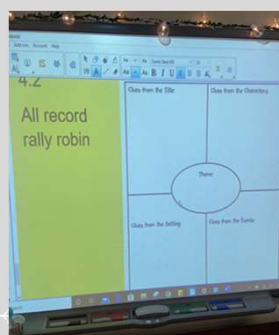 4.2
All record
rally robin
Clues from the Title
Clues from the Characters
Theme
Clues from the Setting
Clues from the Events